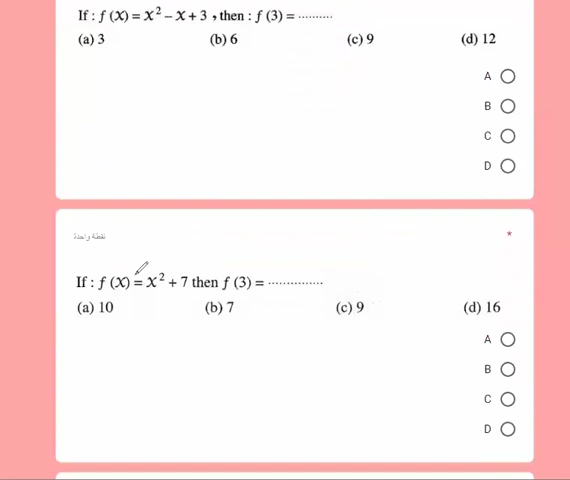 If : f (X) = X² – X + 3 , then : f (3) = ..........
(a) 3 (b) 6 (c) 9 (d) 12
A
B
C
D
نقطة واحدة *
If : f (X) = X² + 7 then f (3) = ...............
(a) 10 (b) 7 (c) 9 (d) 16
A
B
C
D